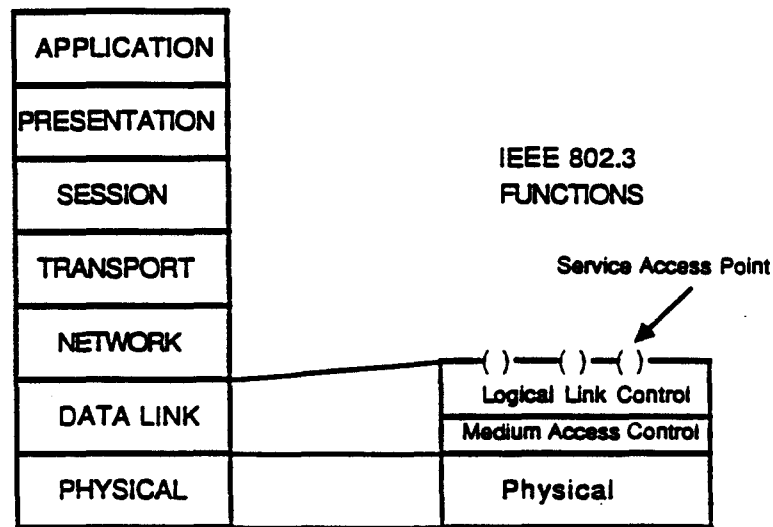 APPLICATION
PRESENTATION
SESSION
TRANSPORT
NETWORK
DATA LINK
PHYSICAL
IEEE 802.3
FUNCTIONS
Service Access Point
( ) ( ) ( )
Logical Link Control
Medium Access Control
Physical